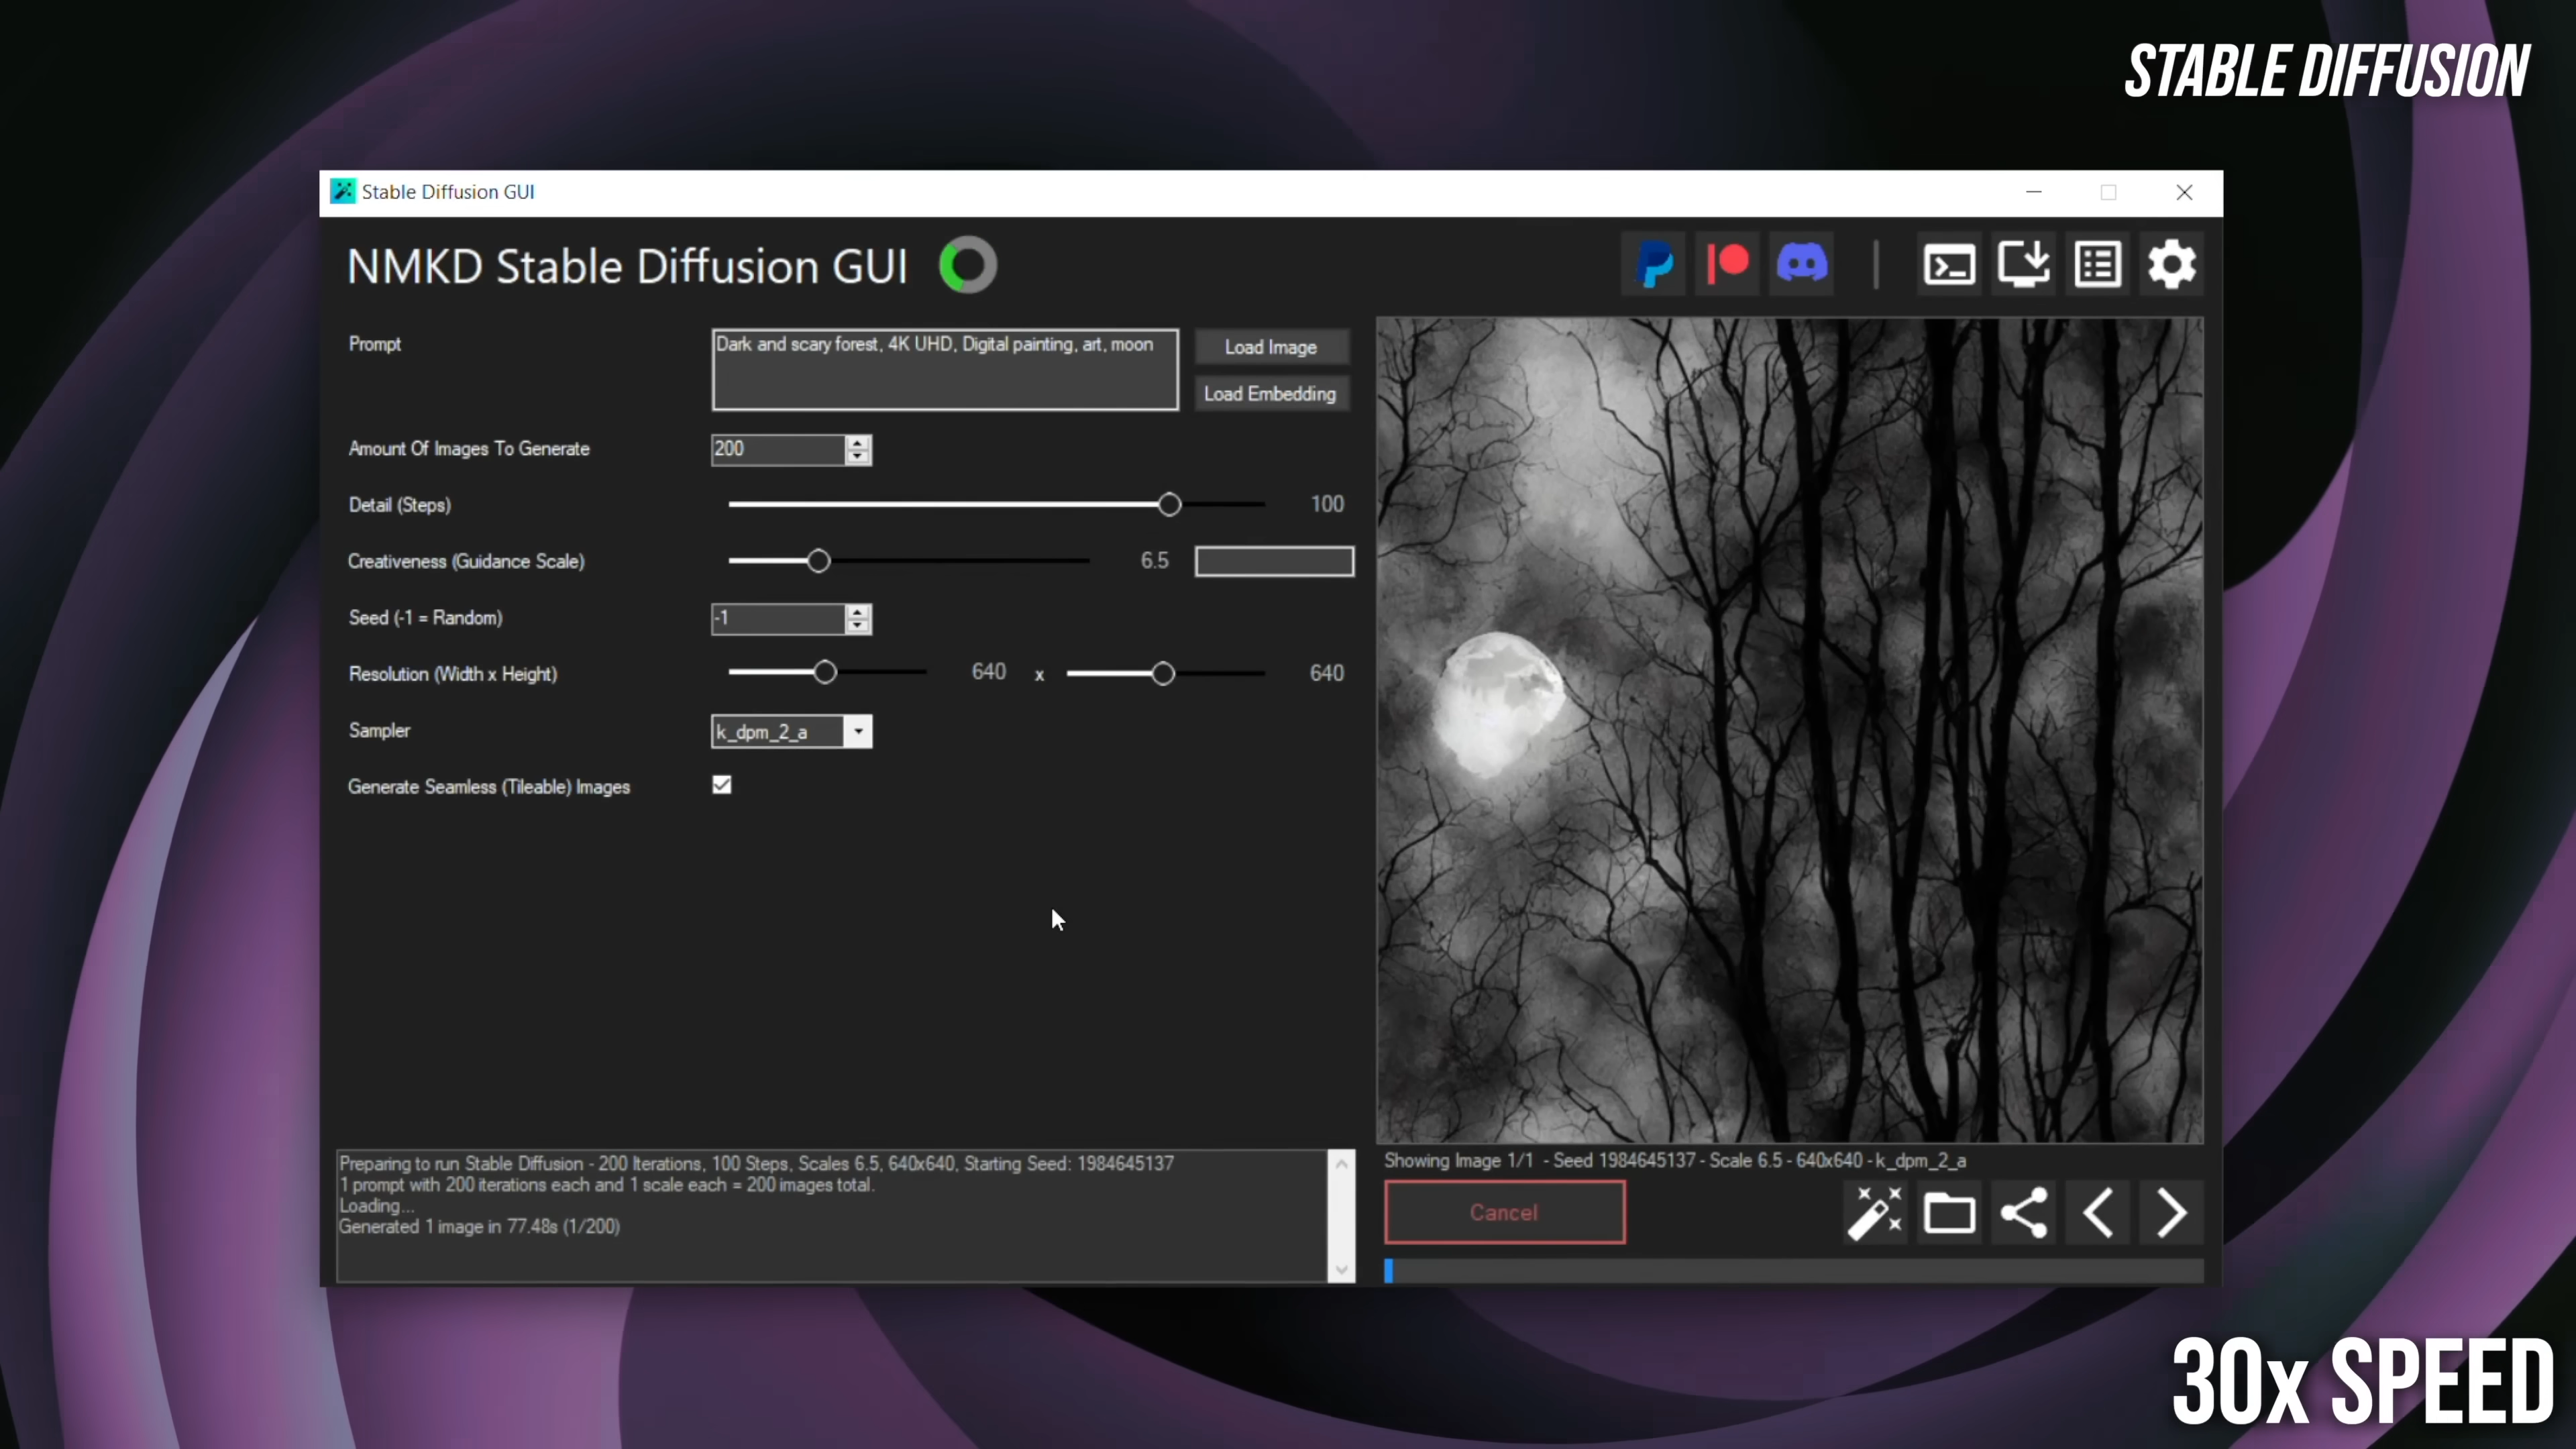 STABLE DIFFUSION
Stable Diffusion GUI
NMKD Stable Diffusion GUI
Prompt
Dark and scary forest, 4K UHD, Digital painting, art, moon
Load Image
Load Embedding
Amount Of Images To Generate
200
Detail (Steps)
100
Creativeness (Guidance Scale)
6.5
Seed (-1 = Random)
-1
Resolution (Width x Height)
640 x 640
Sampler
k_dpm_2_a
Generate Seamless (Tileable) Images
Preparing to run Stable Diffusion - 200 Iterations, 100 Steps, Scales 6.5, 640x640, Starting Seed: 1984645137
1 prompt with 200 iterations each and 1 scale each = 200 images total.
Loading...
Generated 1 image in 77.48s (1/200)
Showing Image 1/1 - Seed 1984645137 - Scale 6.5 - 640x640 - k_dpm_2_a
Cancel
30x SPEED